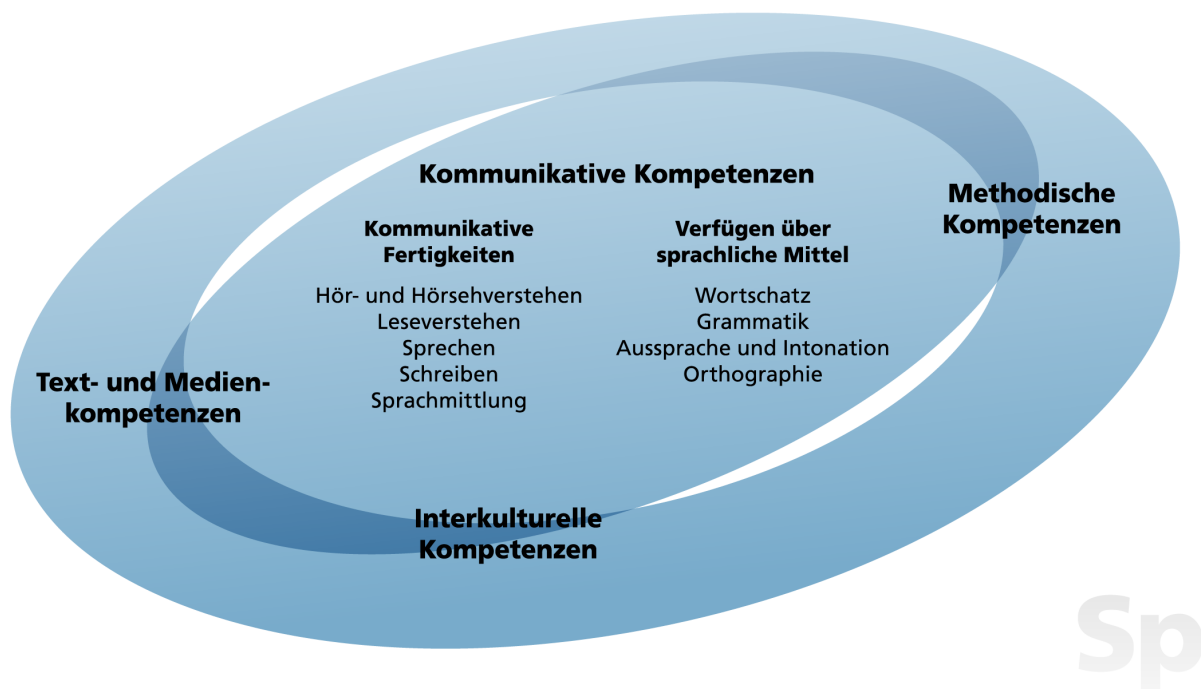 Kommunikative Kompetenzen
Kommunikative
Fertigkeiten
Hör- und Hörsehverstehen
Leseverstehen
Sprechen
Schreiben
Sprachmittlung
Verfügen über
sprachliche Mittel
Wortschatz
Grammatik
Aussprache und Intonation
Orthographie
Methodische
Kompetenzen
Text- und Medien-
kompetenzen
Interkulturelle
Kompetenzen
Sp